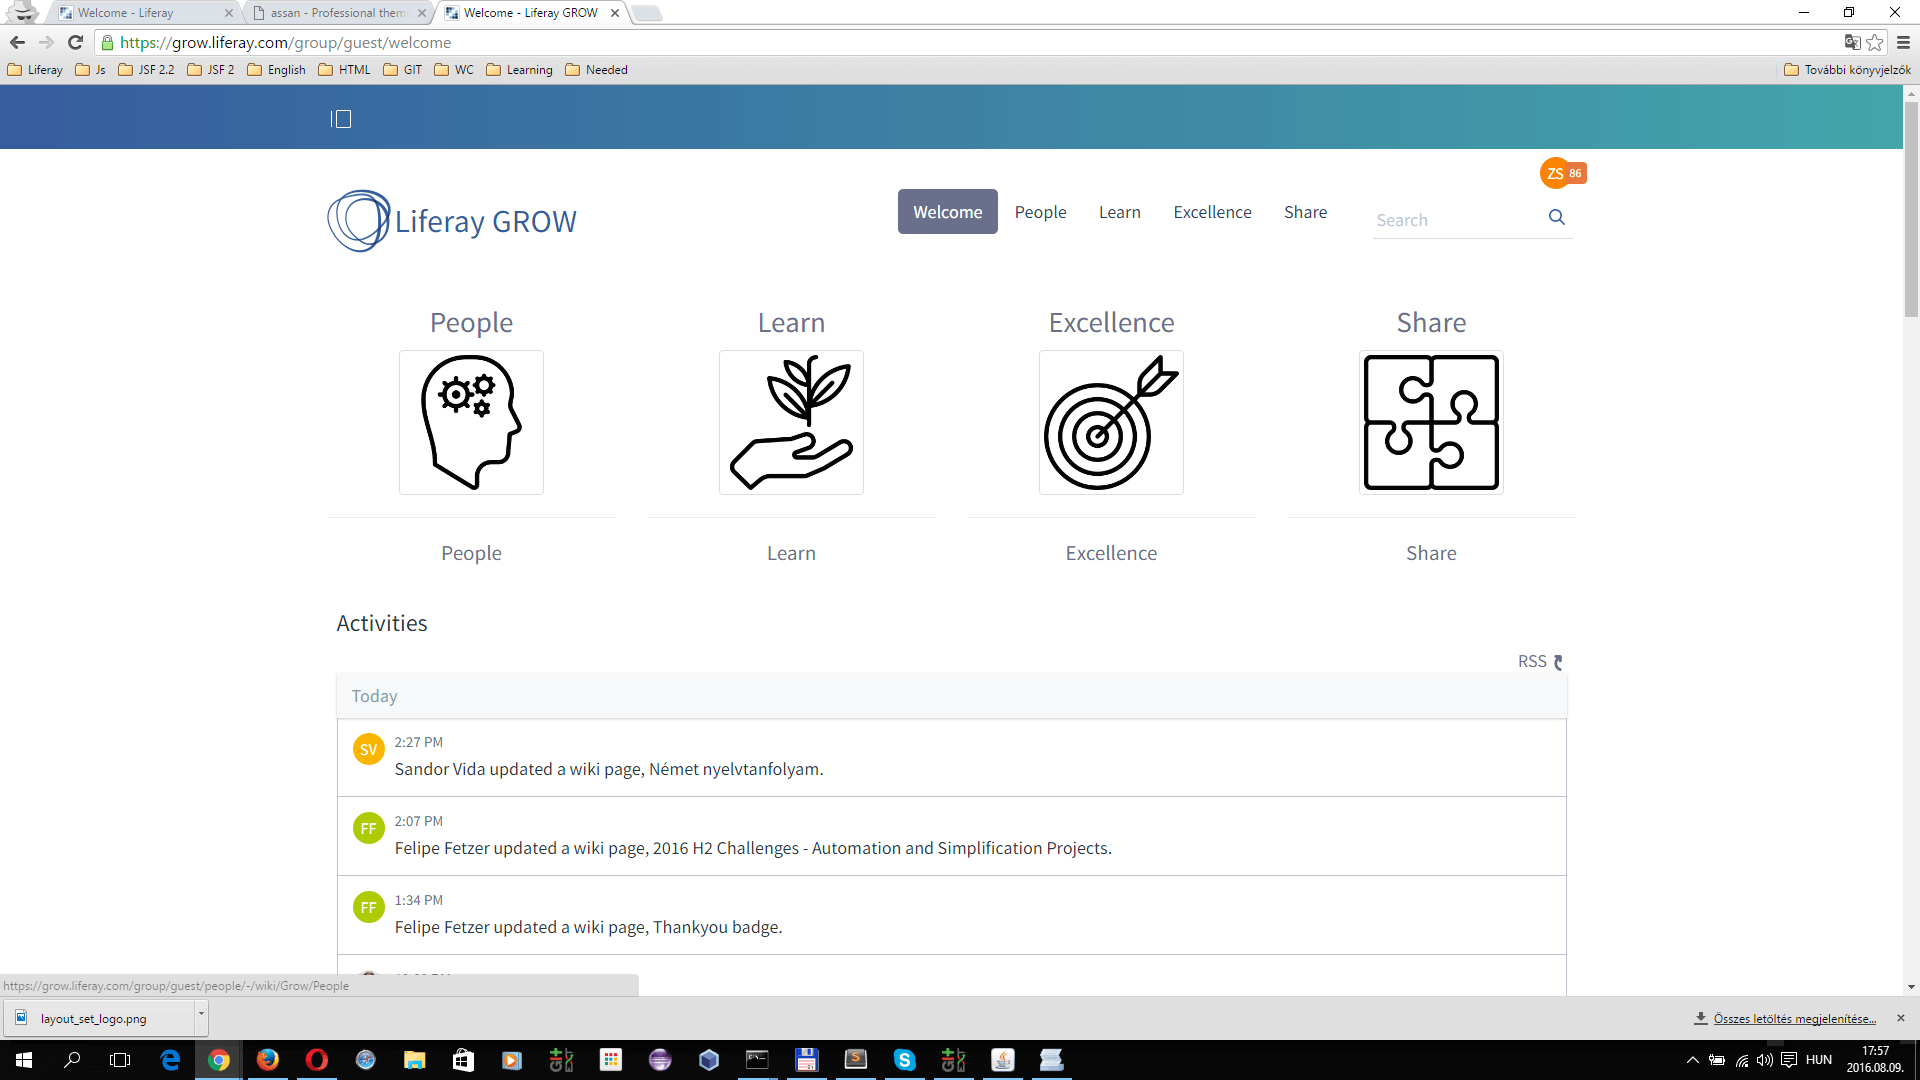 Welcome - Liferay
assan - Professional them
Welcome - Liferay GROW
https://grow.liferay.com/group/guest/welcome
Liferay Js JSF 2.2 JSF 2 English HTML GIT WC Learning Needed További könyvjelzők
ZS 86
Liferay GROW
Welcome People Learn Excellence Share Search
People Learn Excellence Share
People Learn Excellence Share
Activities
RSS
Today
SV 2:27 PM
Sandor Vida updated a wiki page, Német nyelvtanfolyam.
FF 2:07 PM
Felipe Fetzer updated a wiki page, 2016 H2 Challenges - Automation and Simplification Projects.
FF 1:34 PM
Felipe Fetzer updated a wiki page, Thankyou badge.
https://grow.liferay.com/group/guest/people/-/wiki/Grow/People
layout_set_logo.png Összes letöltés megjelenítése...
HUN 17:57
2016.08.09.